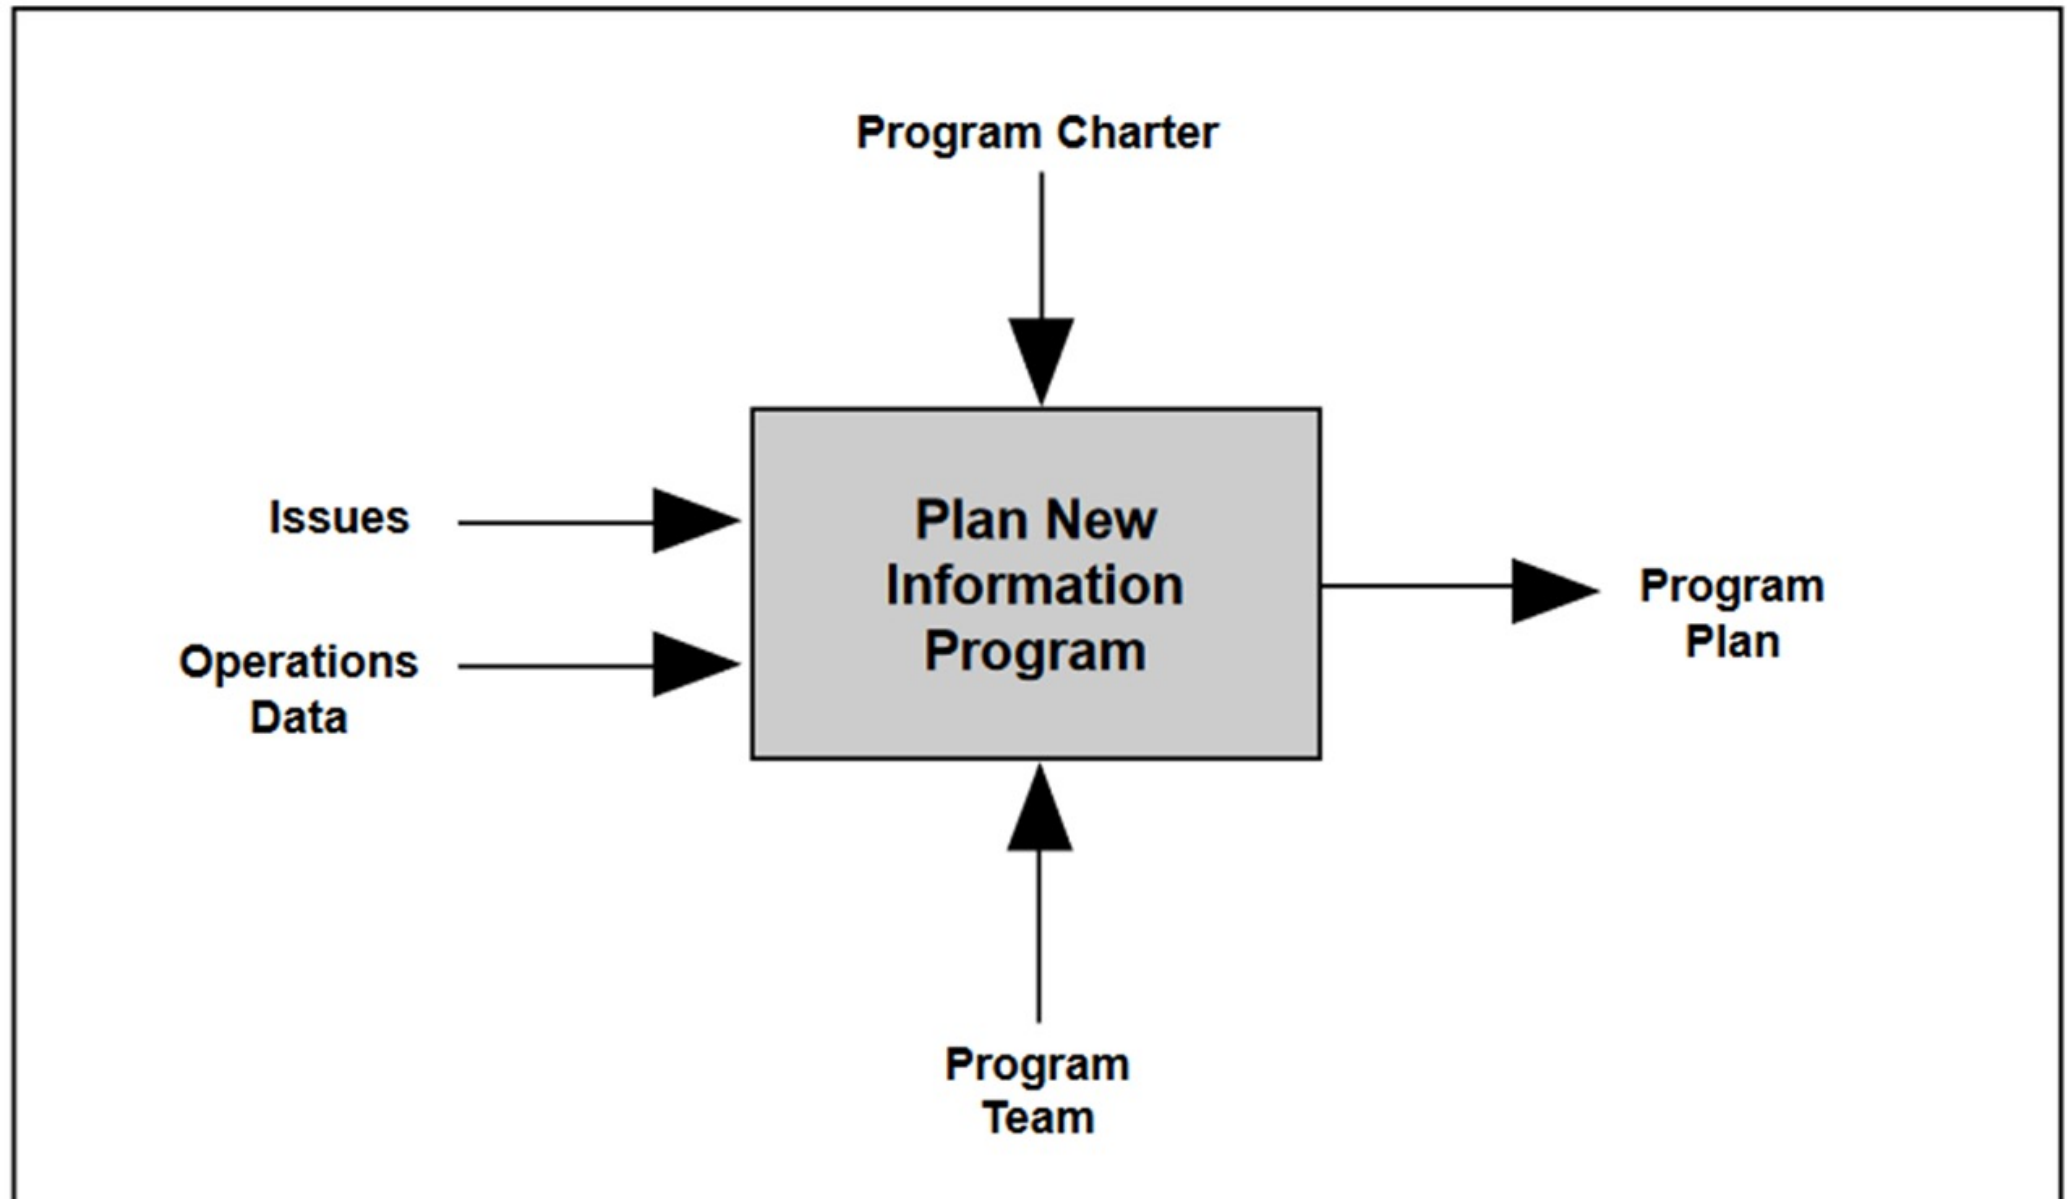 Program Charter
Issues
Operations
Data
Plan New
Information
Program
Program
Plan
Program
Team